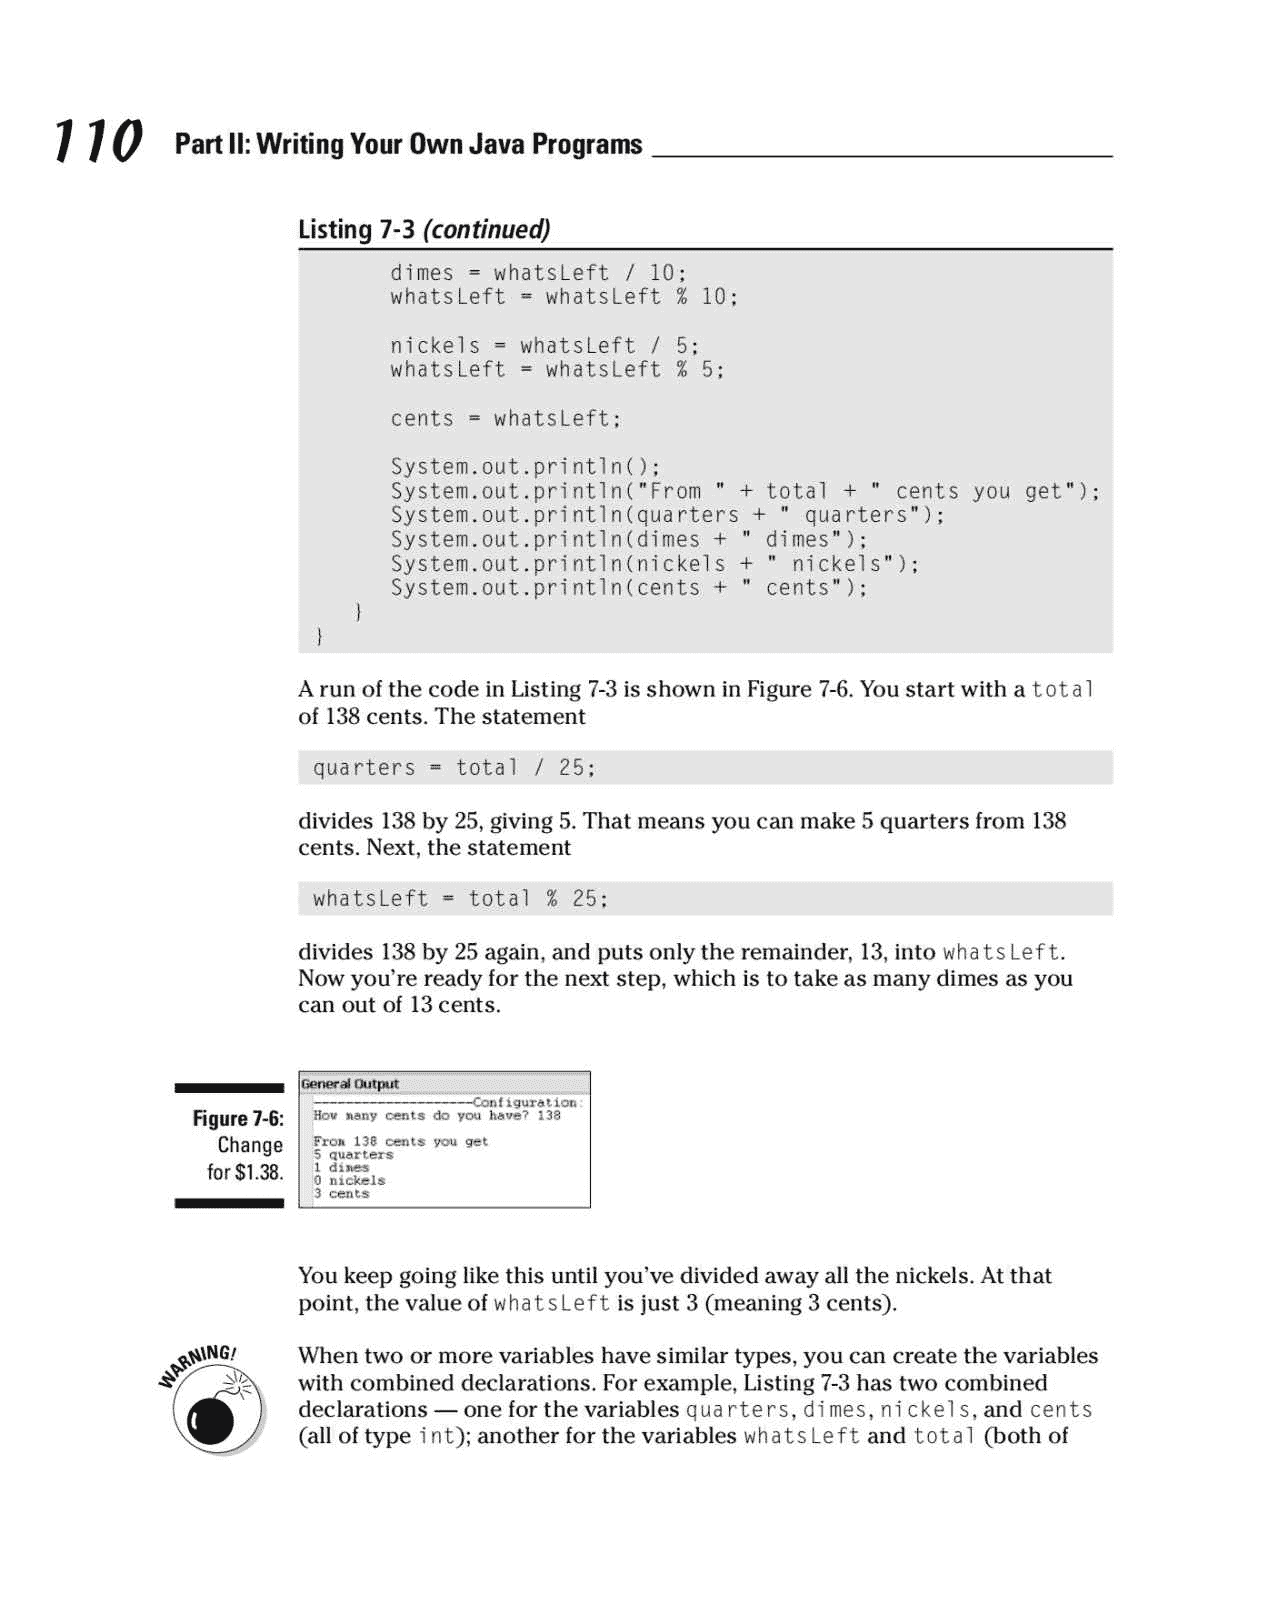 110 Part II: Writing Your Own Java Programs
Listing 7-3 (continued)
dimes = whatsLeft / 10;
whatsLeft = whatsLeft % 10;
nickels = whatsLeft / 5;
whatsLeft = whatsLeft % 5;
cents = whatsLeft;
System.out.println();
System.out.println("From " + total + " cents you get");
System.out.println(quarters + " quarters");
System.out.println(dimes + " dimes");
System.out.println(nickels + " nickels");
System.out.println(cents + " cents");
}
}
A run of the code in Listing 7-3 is shown in Figure 7-6. You start with a total
of 138 cents. The statement
quarters = total / 25;
divides 138 by 25, giving 5. That means you can make 5 quarters from 138
cents. Next, the statement
whatsLeft = total % 25;
divides 138 by 25 again, and puts only the remainder, 13, into whatsLeft.
Now you're ready for the next step, which is to take as many dimes as you
can out of 13 cents.
Figure 7-6:
Change
for $1.38.
General Output
--------------------Configuration:
How many cents do you have? 138
From 138 cents you get
5 quarters
1 dimes
0 nickels
3 cents
You keep going like this until you've divided away all the nickels. At that
point, the value of whatsLeft is just 3 (meaning 3 cents).
WARNING!
When two or more variables have similar types, you can create the variables
with combined declarations. For example, Listing 7-3 has two combined
declarations — one for the variables quarters, dimes, nickels, and cents
(all of type int); another for the variables whatsLeft and total (both of